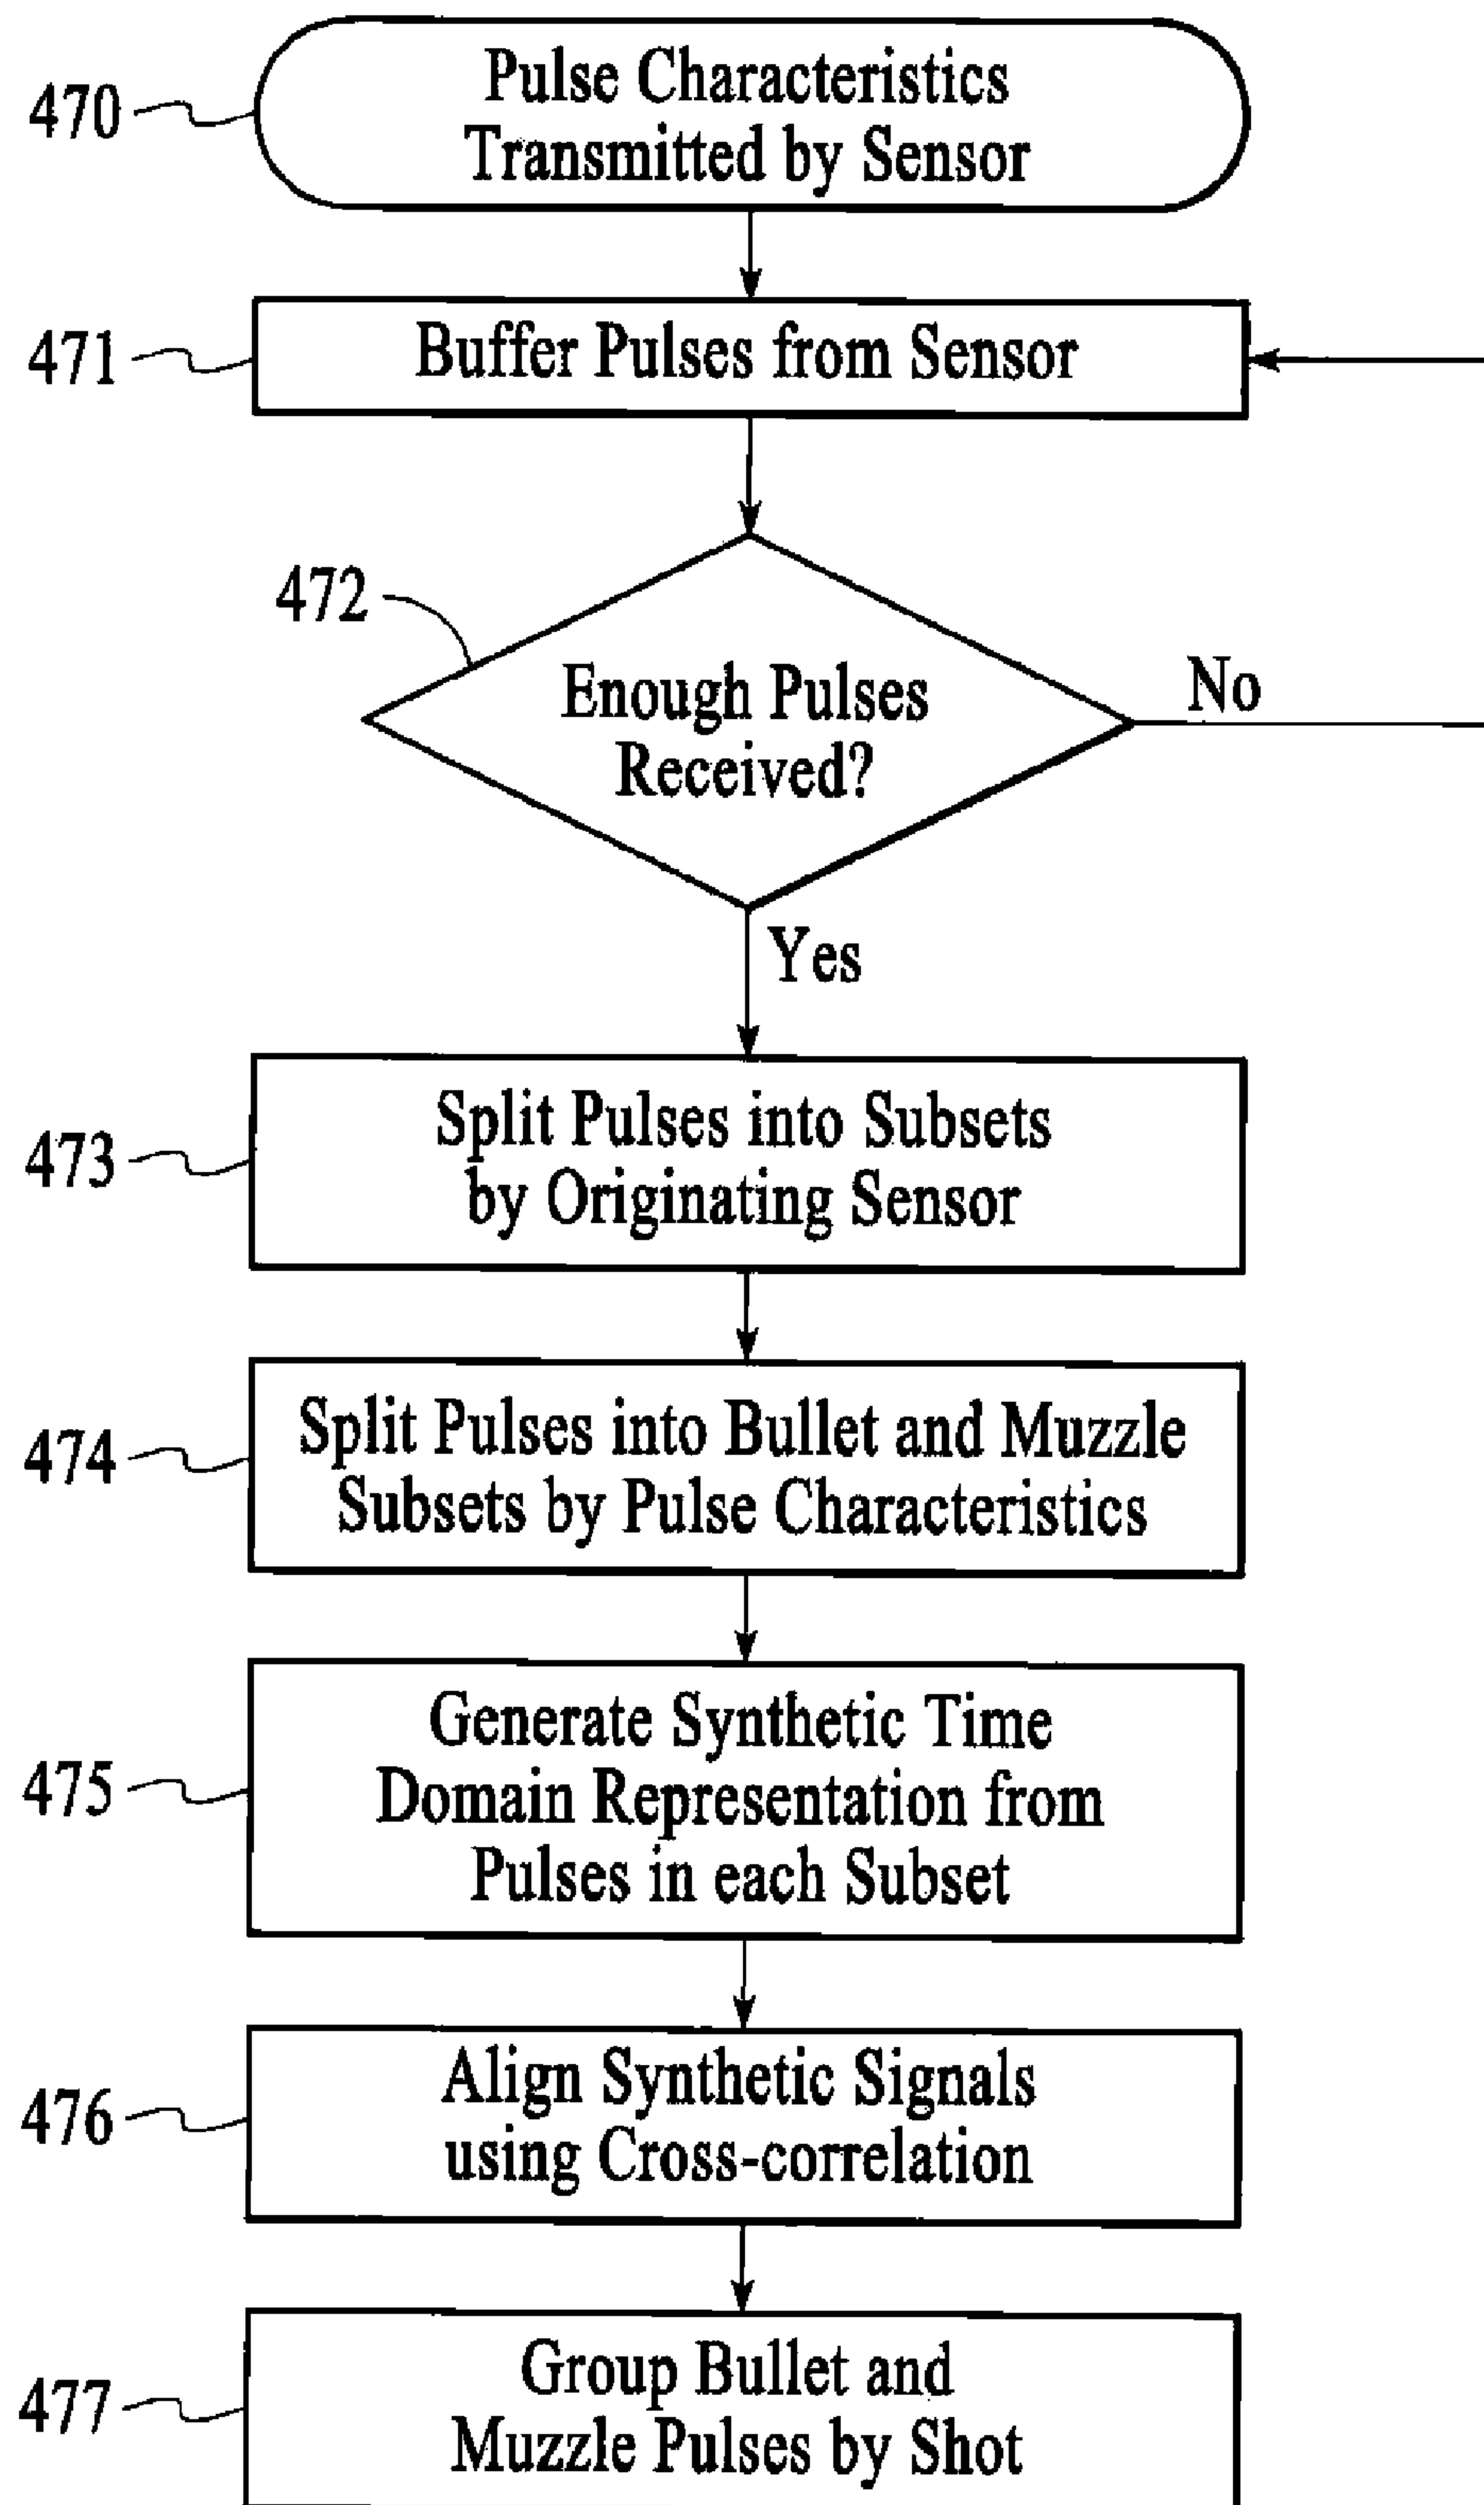 470
Pulse Characteristics
Transmitted by Sensor
471
Buffer Pulses from Sensor
472
Enough Pulses
Received?
No
Yes
473
Split Pulses into Subsets
by Originating Sensor
474
Split Pulses into Bullet and Muzzle
Subsets by Pulse Characteristics
475
Generate Synthetic Time
Domain Representation from
Pulses in each Subset
476
Align Synthetic Signals
using Cross-correlation
477
Group Bullet and
Muzzle Pulses by Shot